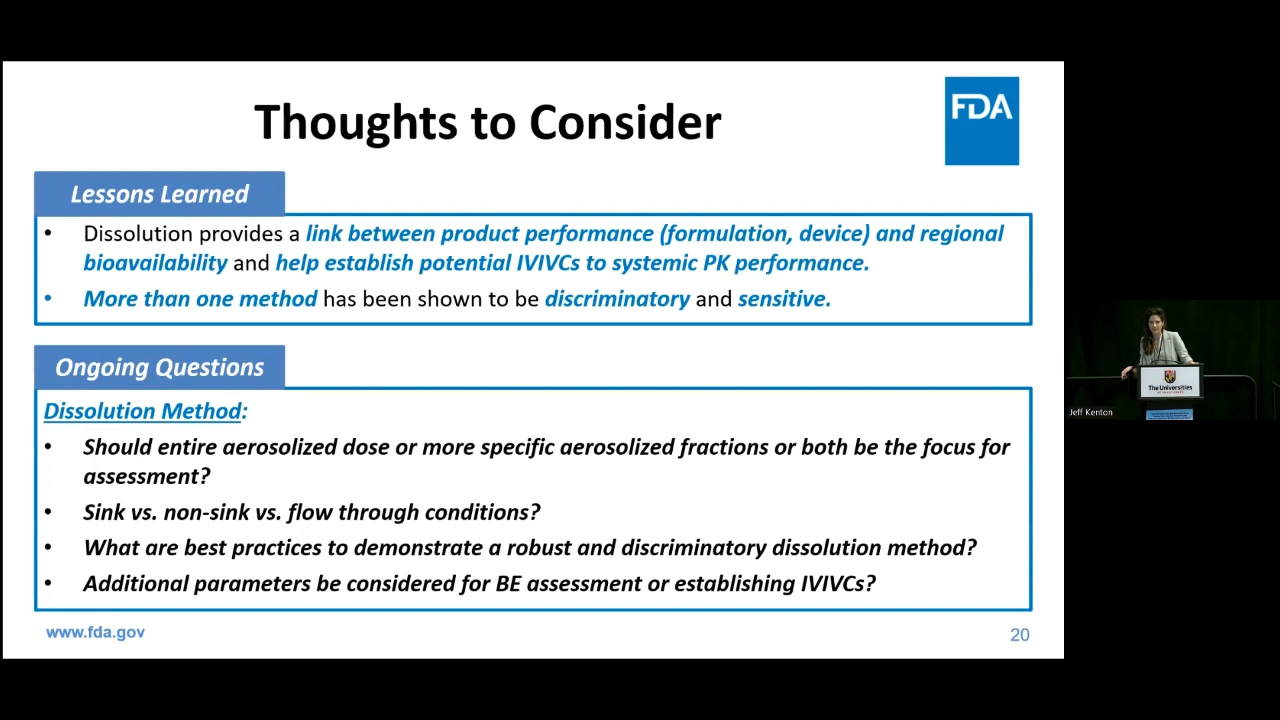 Thoughts to Consider
FDA
Lessons Learned
• Dissolution provides a link between product performance (formulation, device) and regional
bioavailability and help establish potential IVIVCs to systemic PK performance.
• More than one method has been shown to be discriminatory and sensitive.
Ongoing Questions
Dissolution Method:
• Should entire aerosolized dose or more specific aerosolized fractions or both be the focus for
assessment?
• Sink vs. non-sink vs. flow through conditions?
• What are best practices to demonstrate a robust and discriminatory dissolution method?
• Additional parameters be considered for BE assessment or establishing IVIVCs?
www.fda.gov
20
The Universities
Jeff Kenton